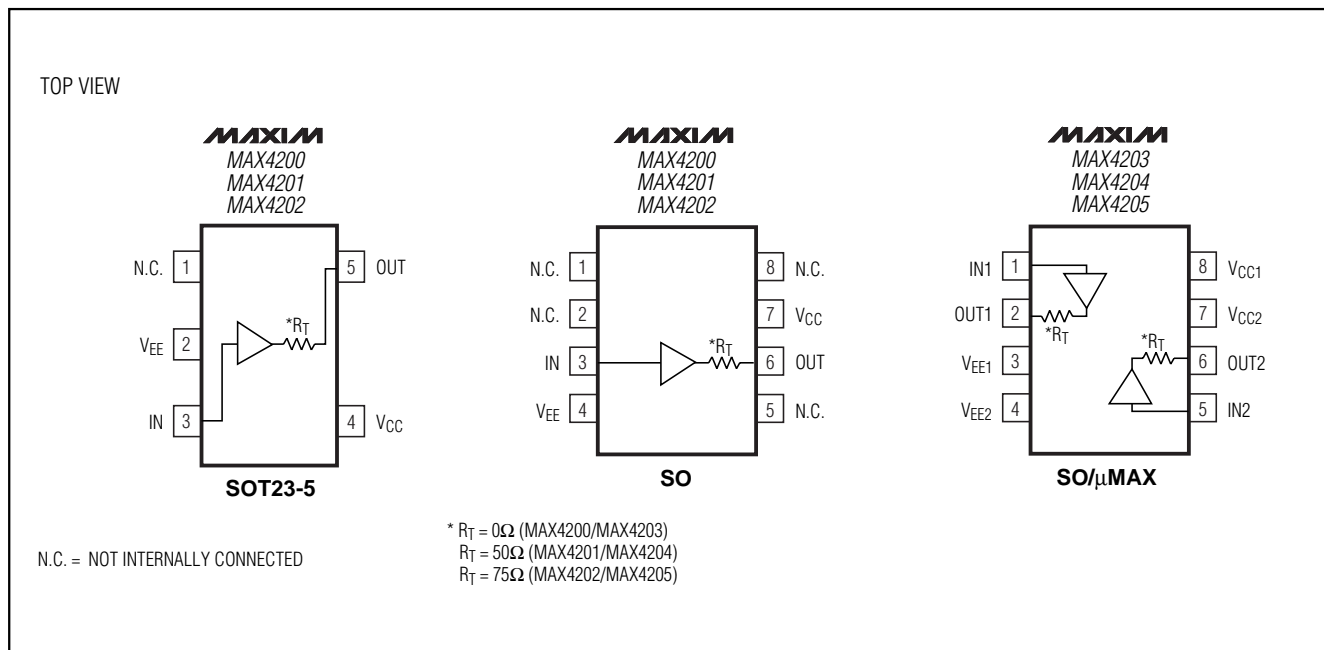 TOP VIEW
MAXIM
MAX4200
MAX4201
MAX4202
N.C. 1
VEE 2
IN 3
5 OUT
4 VCC
*RT
SOT23-5
MAXIM
MAX4200
MAX4201
MAX4202
N.C. 1
N.C. 2
IN 3
VEE 4
8 N.C.
7 VCC
6 OUT
5 N.C.
*RT
SO
MAXIM
MAX4203
MAX4204
MAX4205
IN1 1
OUT1 2
VEE1 3
VEE2 4
8 VCC1
7 VCC2
6 OUT2
5 IN2
*RT
*RT
SO/μMAX
N.C. = NOT INTERNALLY CONNECTED
* RT = 0Ω (MAX4200/MAX4203)
RT = 50Ω (MAX4201/MAX4204)
RT = 75Ω (MAX4202/MAX4205)